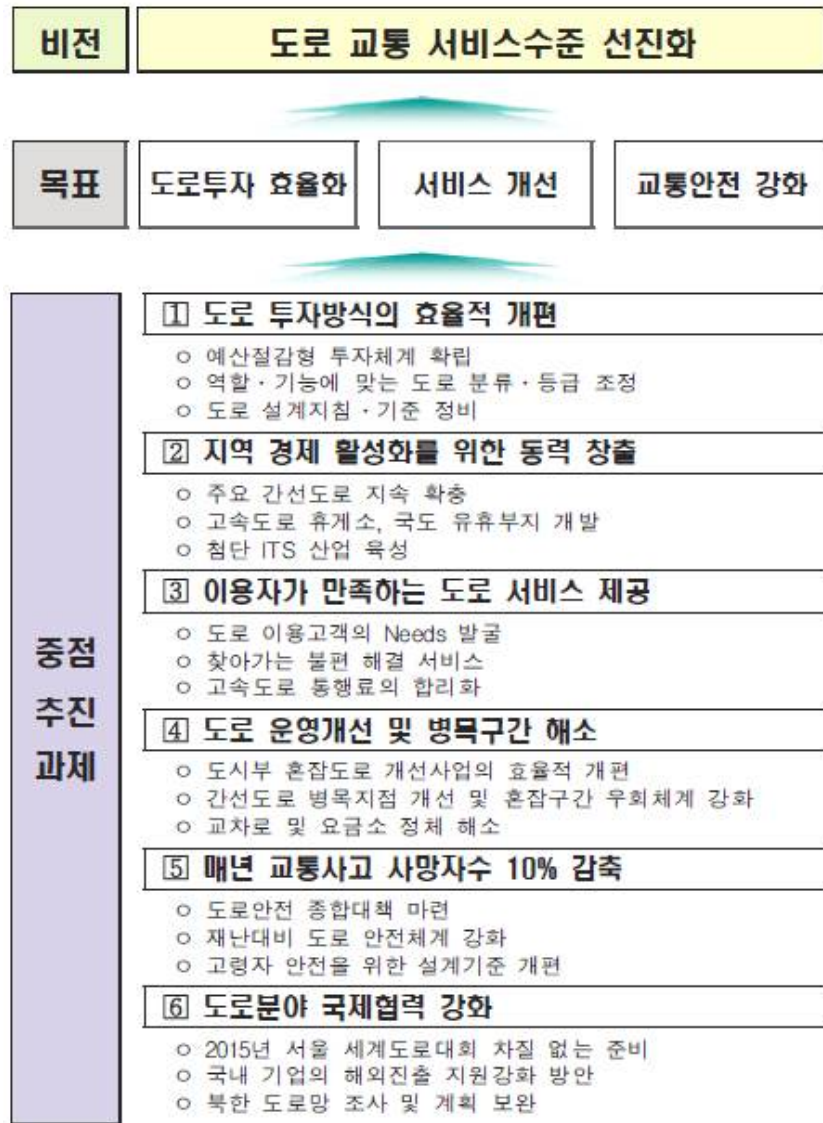 비전
도로 교통 서비스수준 선진화
목표
도로투자 효율화
서비스 개선
교통안전 강화
중점
추진
과제
1 도로 투자방식의 효율적 개편
o 예산절감형 투자체계 확립
o 역할·기능에 맞는 도로 분류·등급 조정
o 도로 설계지침·기준 정비
2 지역 경제 활성화를 위한 동력 창출
o 주요 간선도로 지속 확충
o 고속도로 휴게소, 국도 유휴부지 개발
o 첨단 ITS 산업 육성
3 이용자가 만족하는 도로 서비스 제공
o 도로 이용고객의 Needs 발굴
o 찾아가는 불편 해결 서비스
o 고속도로 통행료의 합리화
4 도로 운영개선 및 병목구간 해소
o 도시부 혼잡도로 개선사업의 효율적 개편
o 간선도로 병목지점 개선 및 혼잡구간 우회체계 강화
o 교차로 및 요금소 정체 해소
5 매년 교통사고 사망자수 10% 감축
o 도로안전 종합대책 마련
o 재난대비 도로 안전체계 강화
o 고령자 안전을 위한 설계기준 개편
6 도로분야 국제협력 강화
o 2015년 서울 세계도로대회 차질 없는 준비
o 국내 기업의 해외진출 지원강화 방안
o 북한 도로망 조사 및 계획 보완